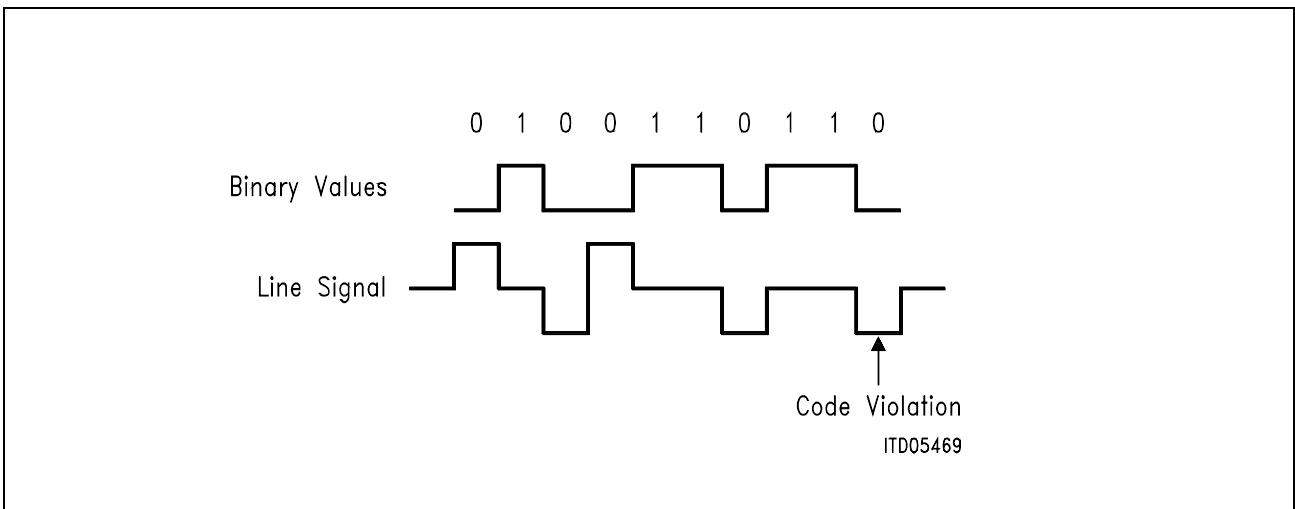 0 1 0 0 1 1 0 1 1 0
Binary Values
Line Signal
Code Violation
ITD05469